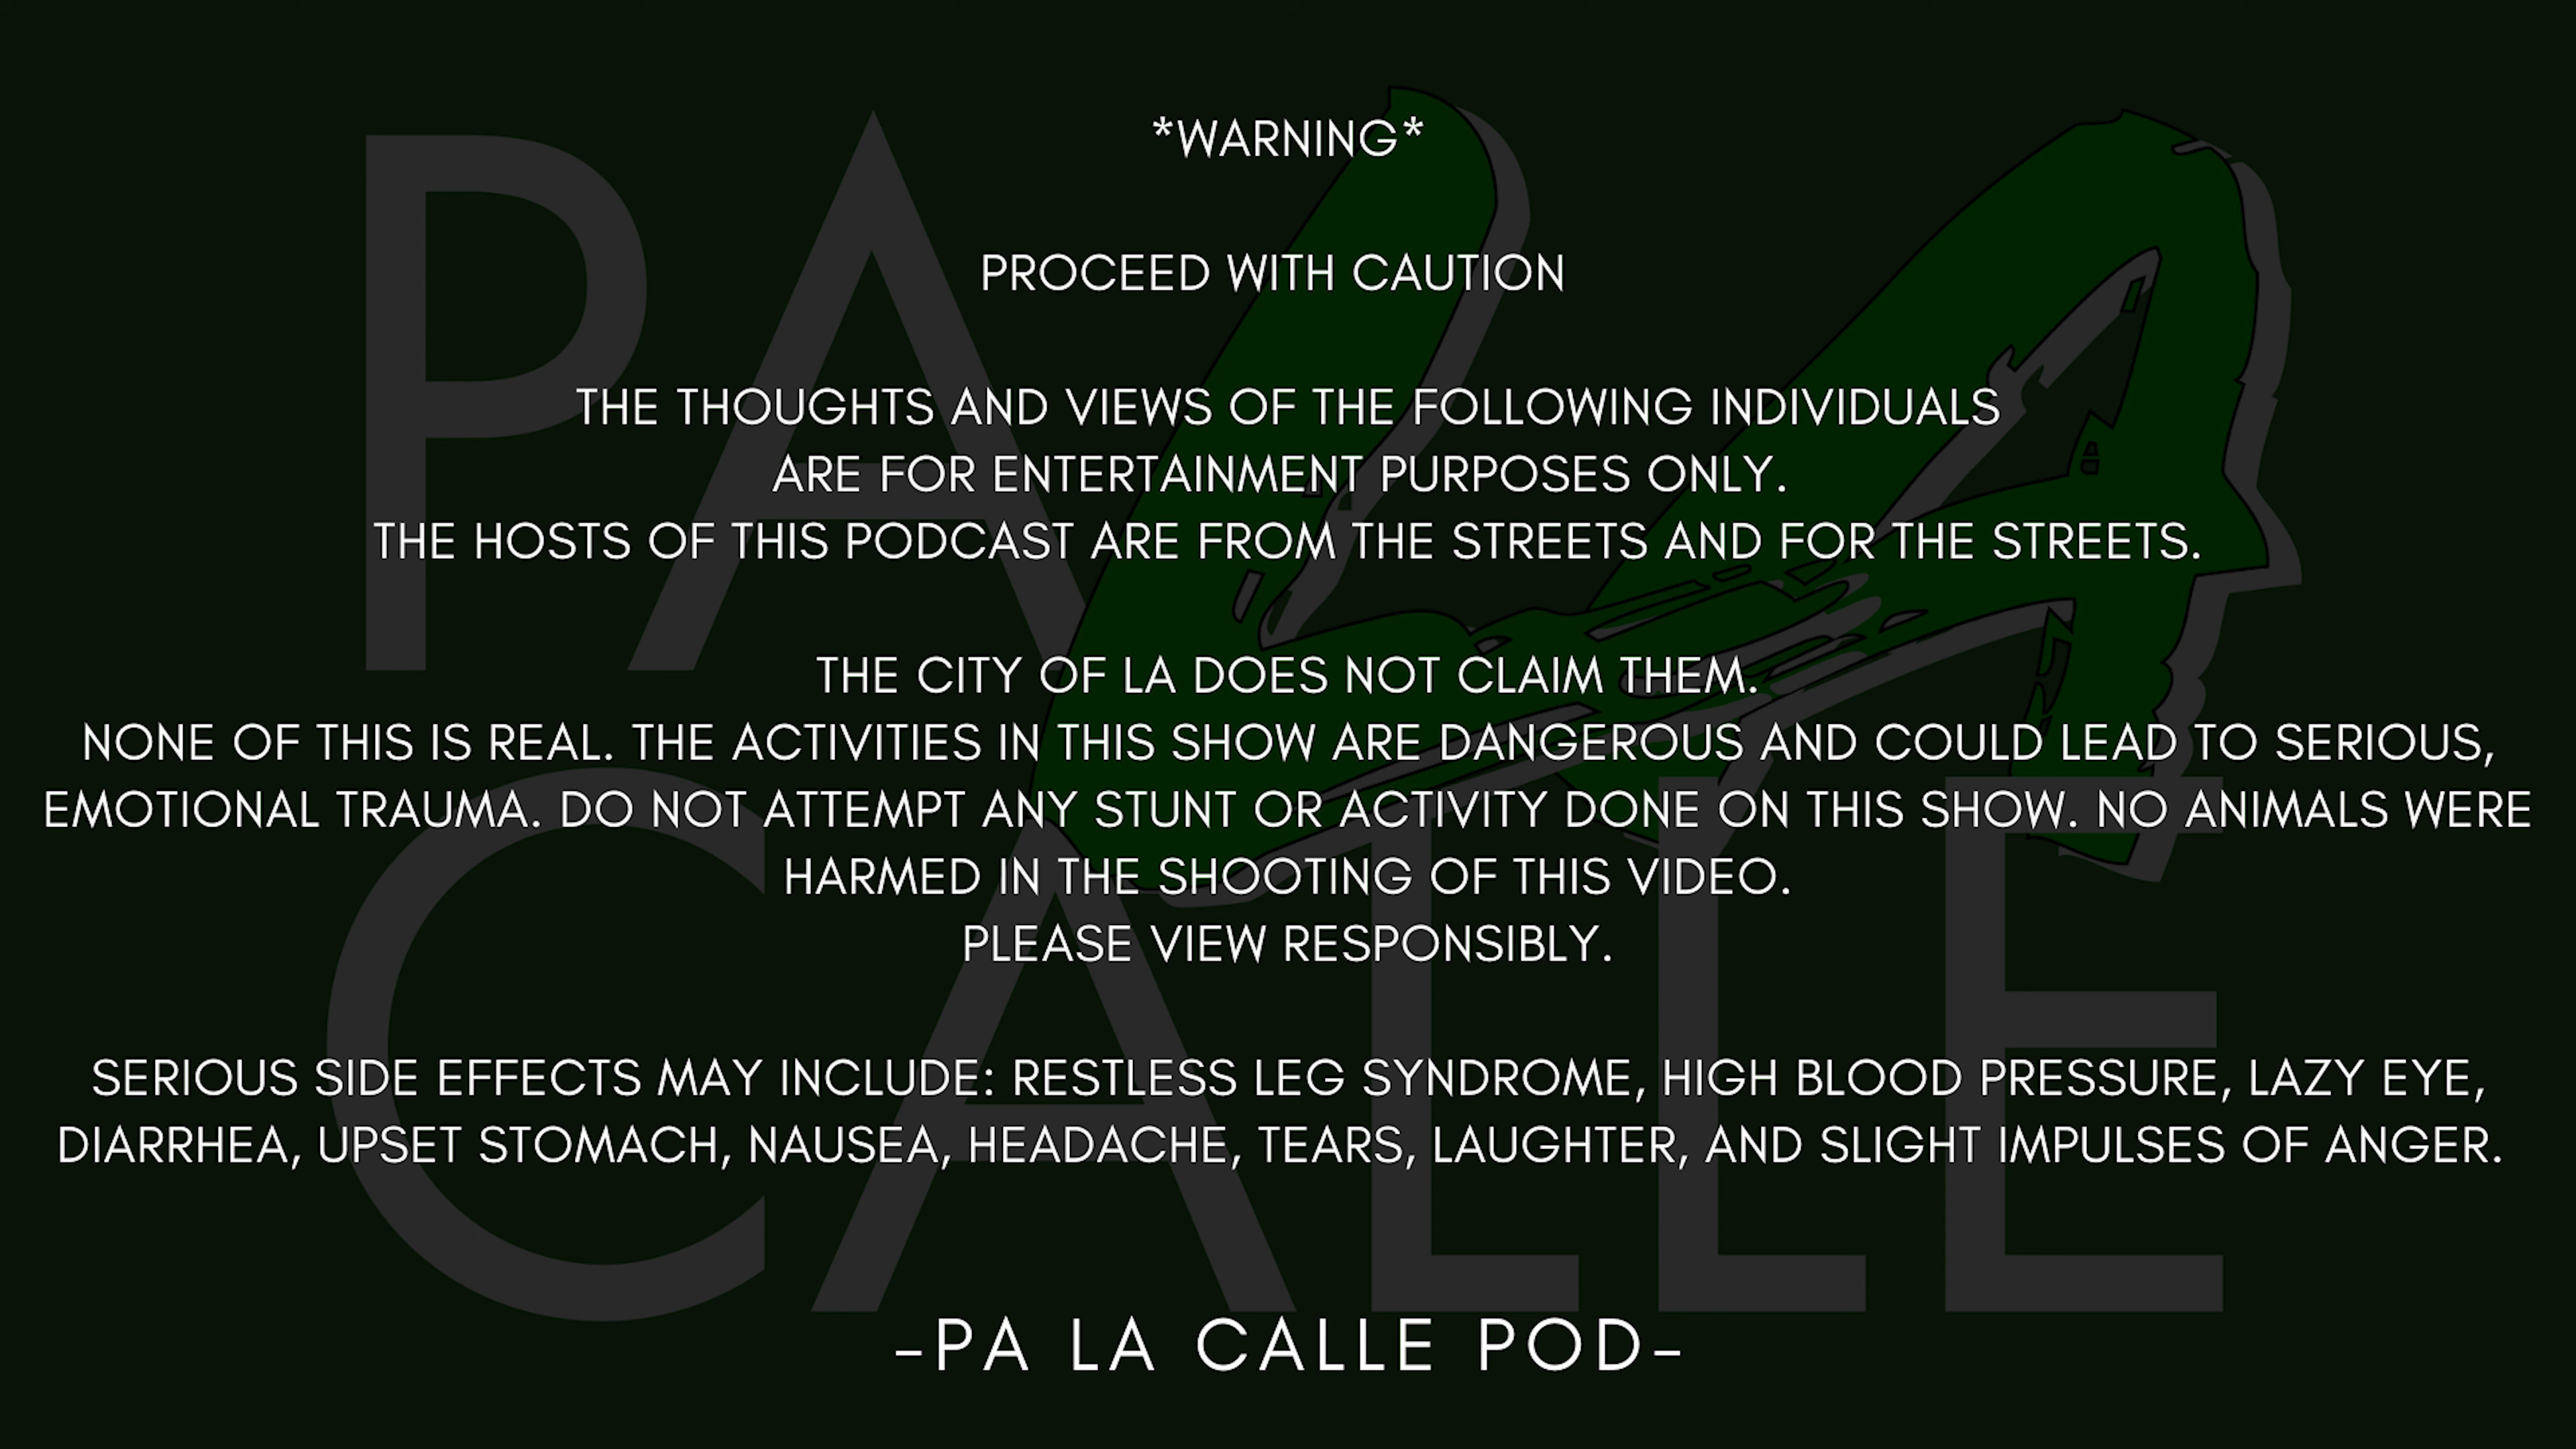 *WARNING*
PROCEED WITH CAUTION
THE THOUGHTS AND VIEWS OF THE FOLLOWING INDIVIDUALS
ARE FOR ENTERTAINMENT PURPOSES ONLY.
THE HOSTS OF THIS PODCAST ARE FROM THE STREETS AND FOR THE STREETS.
THE CITY OF LA DOES NOT CLAIM THEM.
NONE OF THIS IS REAL. THE ACTIVITIES IN THIS SHOW ARE DANGEROUS AND COULD LEAD TO SERIOUS,
EMOTIONAL TRAUMA. DO NOT ATTEMPT ANY STUNT OR ACTIVITY DONE ON THIS SHOW. NO ANIMALS WERE
HARMED IN THE SHOOTING OF THIS VIDEO.
PLEASE VIEW RESPONSIBLY.
SERIOUS SIDE EFFECTS MAY INCLUDE: RESTLESS LEG SYNDROME, HIGH BLOOD PRESSURE, LAZY EYE,
DIARRHEA, UPSET STOMACH, NAUSEA, HEADACHE, TEARS, LAUGHTER, AND SLIGHT IMPULSES OF ANGER.
-PA LA CALLE POD-
PA LA
CALLE